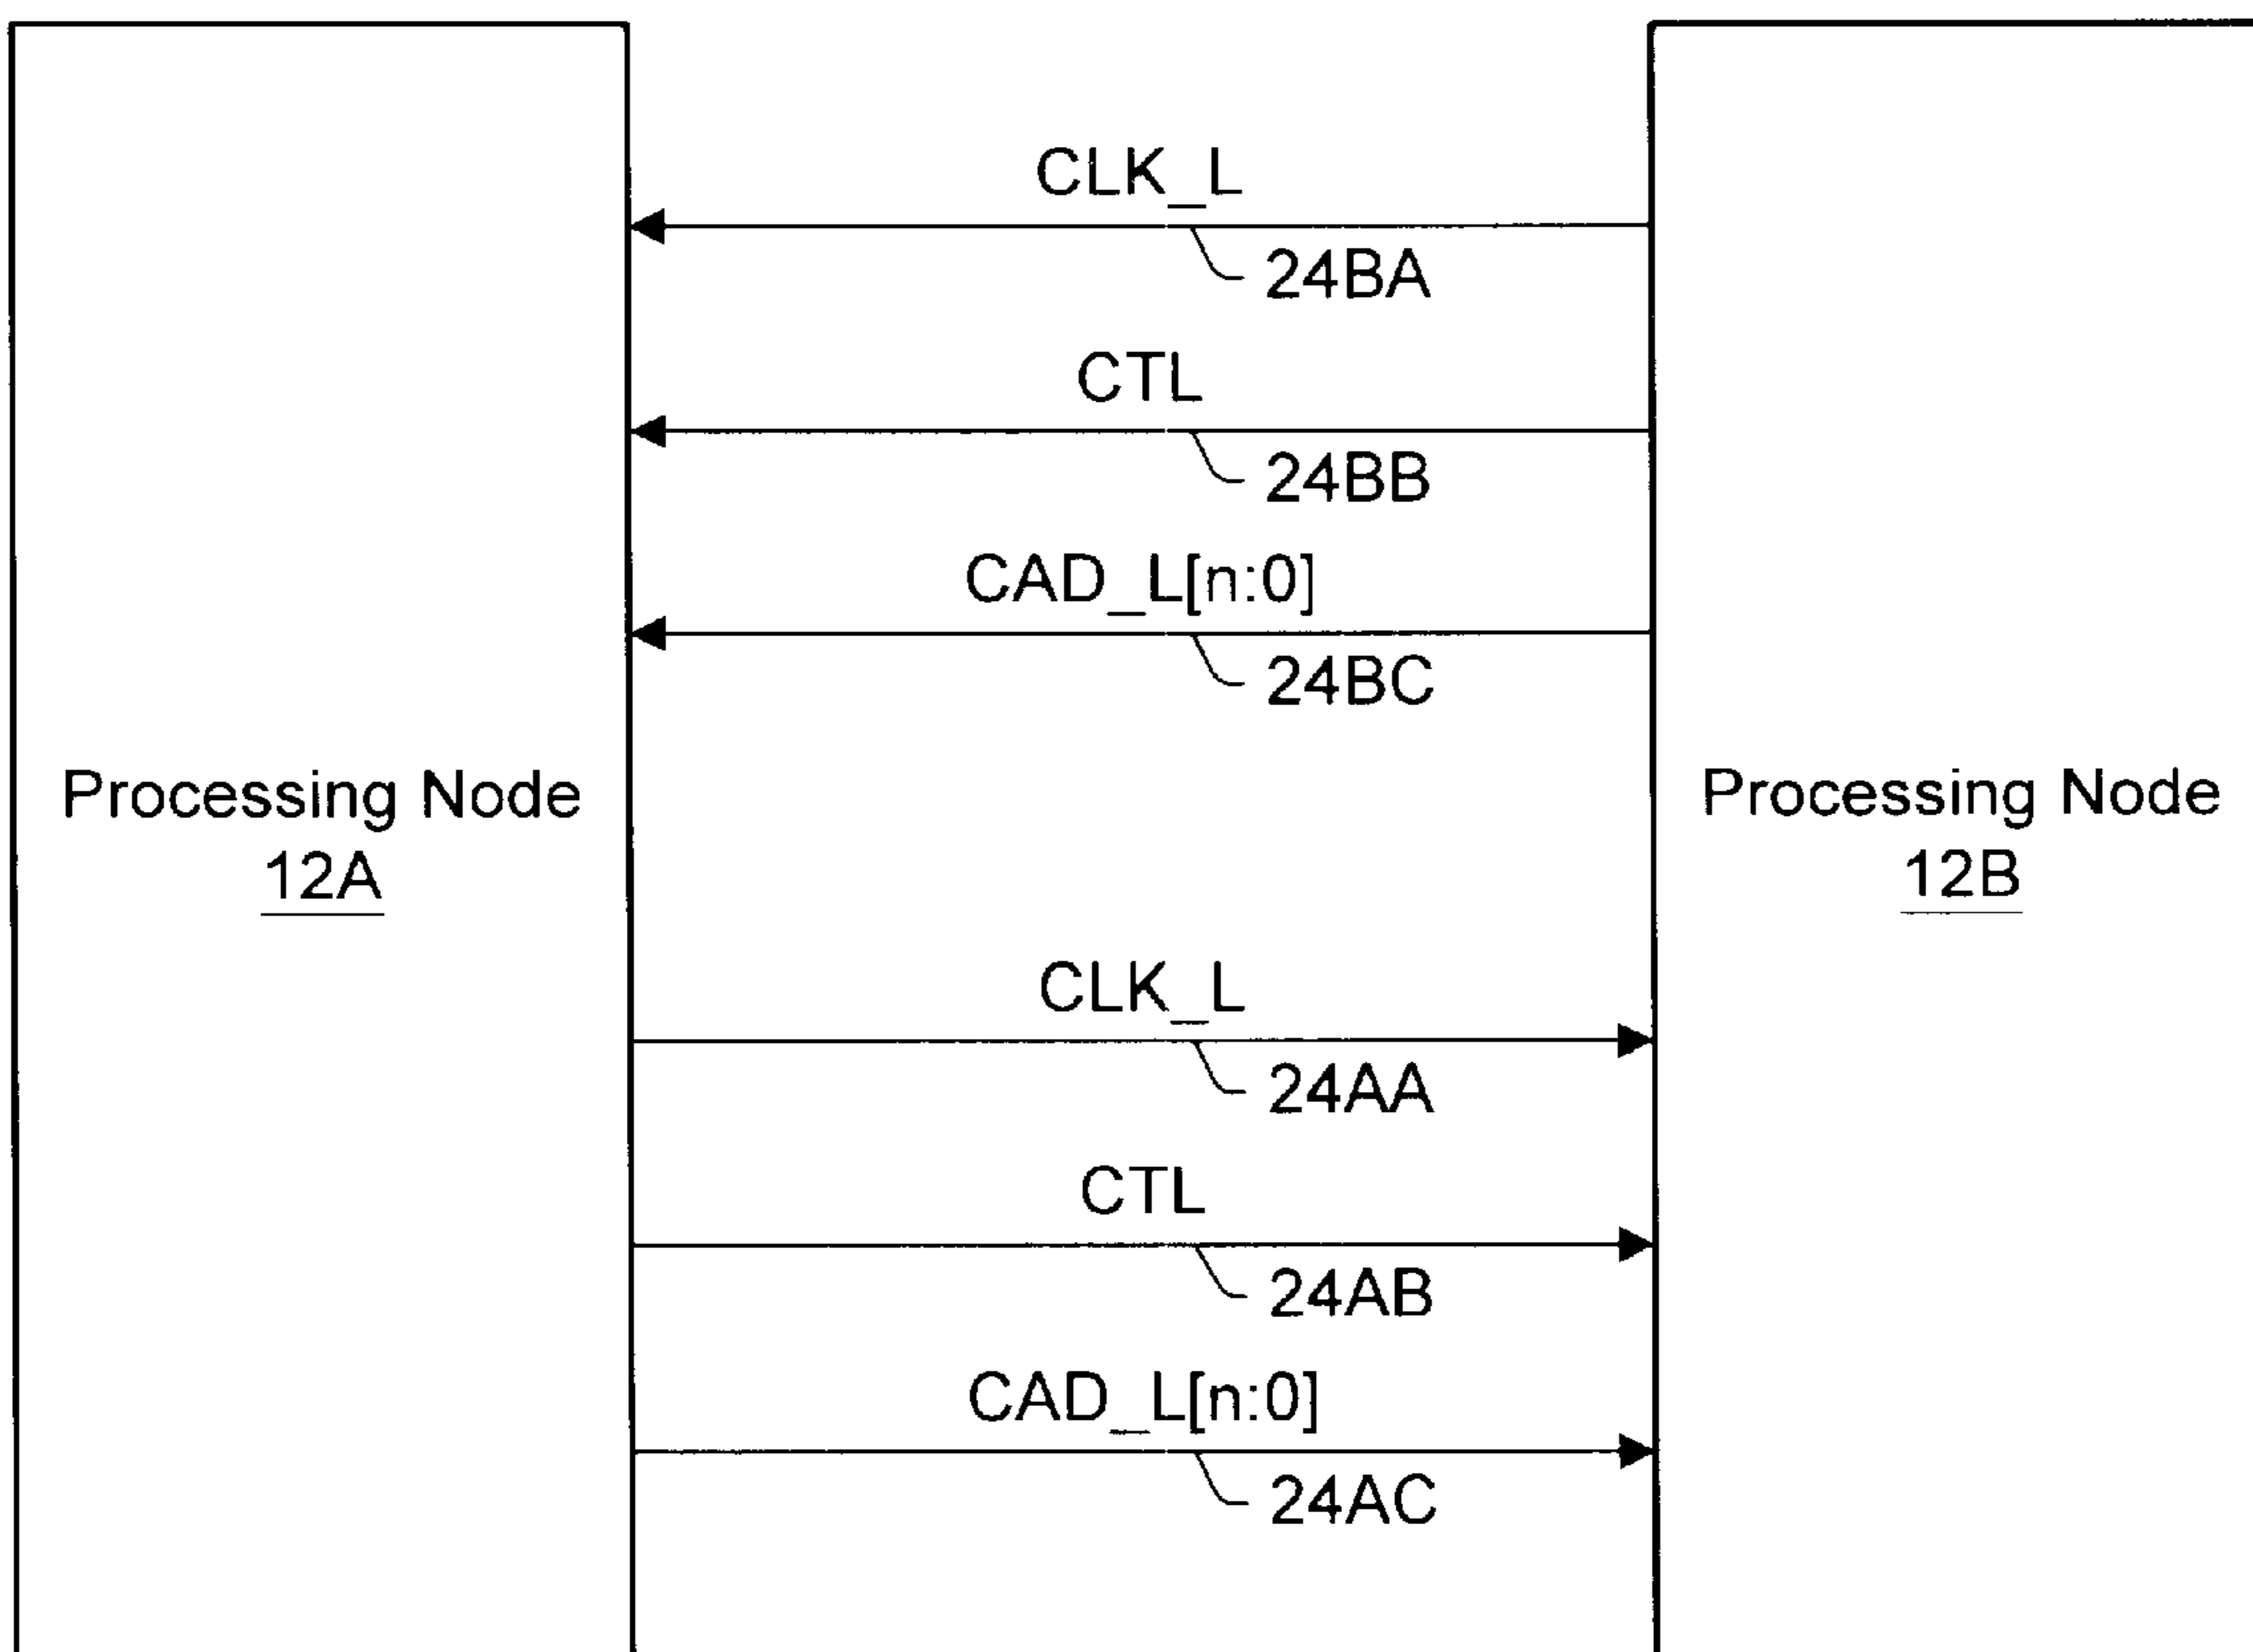 CLK_L
24BA
CTL
24BB
CAD_L[n:0]
24BC
Processing Node
12A
Processing Node
12B
CLK_L
24AA
CTL
24AB
CAD_L[n:0]
24AC